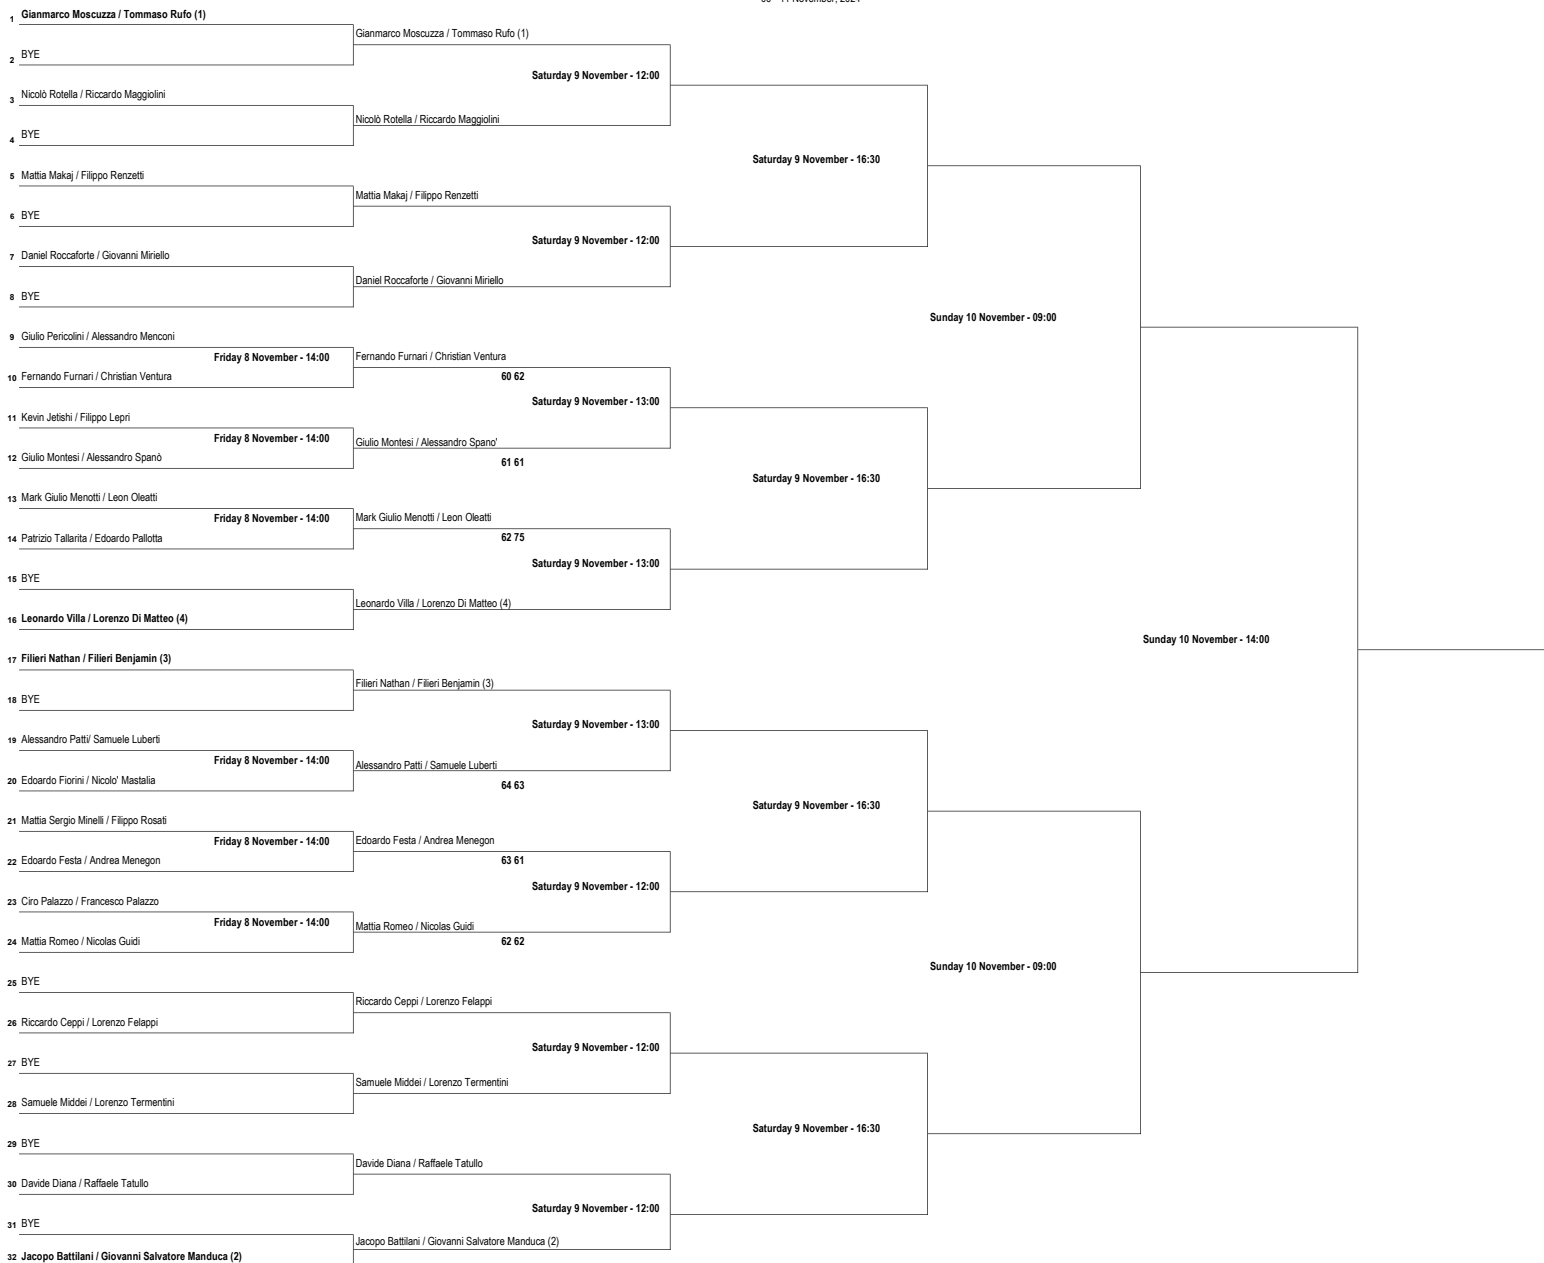 1 Gianmarco Moscuzza / Tommaso Rufo (1)
Gianmarco Moscuzza / Tommaso Rufo (1)
2 BYE
Saturday 9 November - 12:00
3 Nicolò Rotella / Riccardo Maggiolini
Nicolò Rotella / Riccardo Maggiolini
4 BYE
Saturday 9 November - 16:30
5 Mattia Makaj / Filippo Renzetti
Mattia Makaj / Filippo Renzetti
6 BYE
Saturday 9 November - 12:00
7 Daniel Roccaforte / Giovanni Miriello
Daniel Roccaforte / Giovanni Miriello
8 BYE
Sunday 10 November - 09:00
9 Giulio Pericolini / Alessandro Menconi
Friday 8 November - 14:00
Fernando Furnari / Christian Ventura
10 Fernando Furnari / Christian Ventura
60 62
Saturday 9 November - 13:00
11 Kevin Jetishi / Filippo Lepri
Friday 8 November - 14:00
Giulio Montesi / Alessandro Spano'
12 Giulio Montesi / Alessandro Spanò
61 61
Saturday 9 November - 16:30
13 Mark Giulio Menotti / Leon Oleatti
Friday 8 November - 14:00
Mark Giulio Menotti / Leon Oleatti
14 Patrizio Tallarita / Edoardo Pallotta
62 75
Saturday 9 November - 13:00
15 BYE
Leonardo Villa / Lorenzo Di Matteo (4)
16 Leonardo Villa / Lorenzo Di Matteo (4)
Sunday 10 November - 14:00
17 Filieri Nathan / Filieri Benjamin (3)
Filieri Nathan / Filieri Benjamin (3)
18 BYE
Saturday 9 November - 13:00
19 Alessandro Patti/ Samuele Luberti
Friday 8 November - 14:00
Alessandro Patti / Samuele Luberti
20 Edoardo Fiorini / Nicolo' Mastalia
64 63
Saturday 9 November - 16:30
21 Mattia Sergio Minelli / Filippo Rosati
Friday 8 November - 14:00
Edoardo Festa / Andrea Menegon
22 Edoardo Festa / Andrea Menegon
63 61
Saturday 9 November - 12:00
23 Ciro Palazzo / Francesco Palazzo
Friday 8 November - 14:00
Mattia Romeo / Nicolas Guidi
24 Mattia Romeo / Nicolas Guidi
62 62
Sunday 10 November - 09:00
25 BYE
Riccardo Ceppi / Lorenzo Felappi
26 Riccardo Ceppi / Lorenzo Felappi
Saturday 9 November - 12:00
27 BYE
Samuele Middei / Lorenzo Termentini
28 Samuele Middei / Lorenzo Termentini
Saturday 9 November - 16:30
29 BYE
Davide Diana / Raffaele Tatullo
30 Davide Diana / Raffaele Tatullo
Saturday 9 November - 12:00
31 BYE
Jacopo Battilani / Giovanni Salvatore Manduca (2)
32 Jacopo Battilani / Giovanni Salvatore Manduca (2)